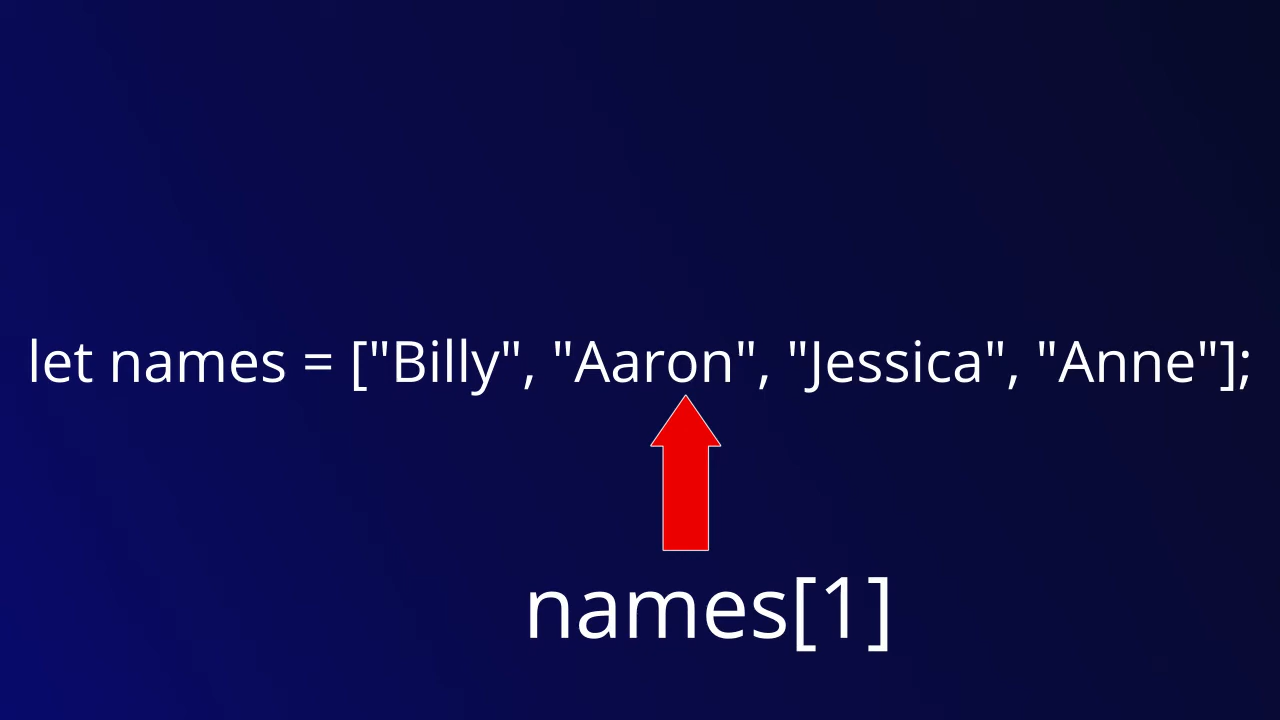 let names = ["Billy", "Aaron", "Jessica", "Anne"];
names[1]